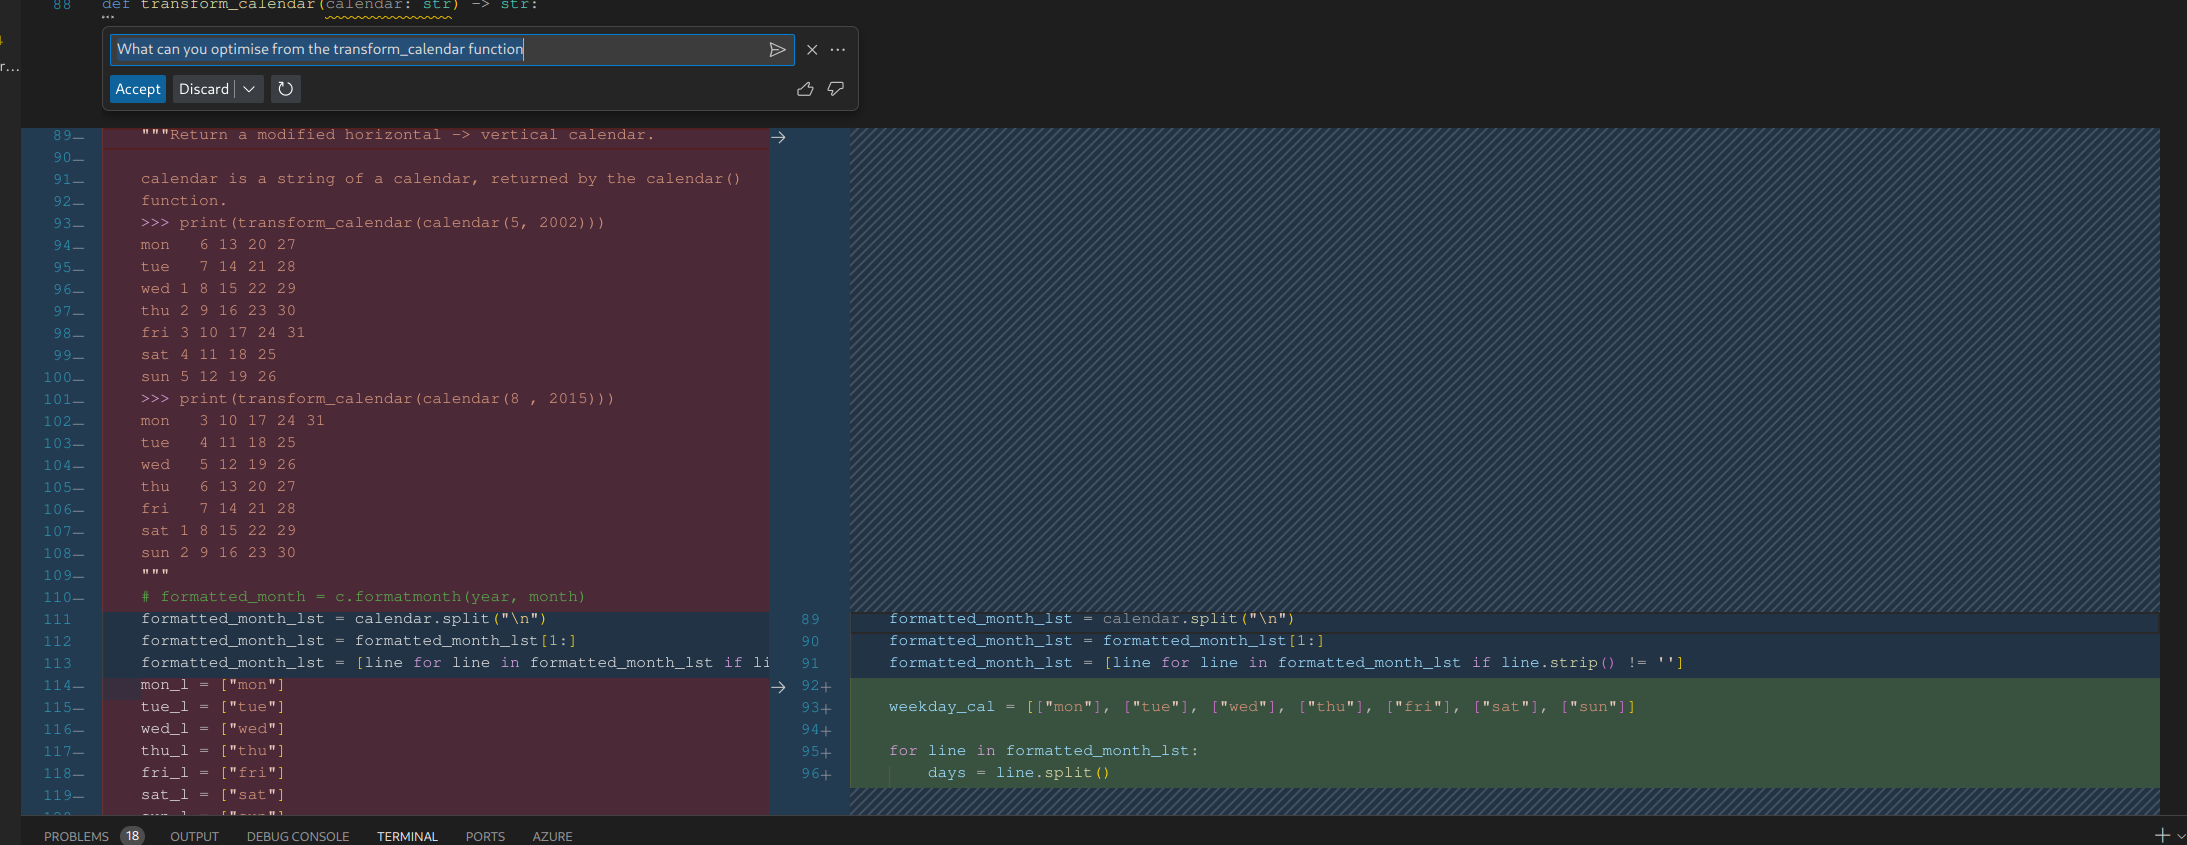 88 def transform_calendar(calendar: str) -> str:
What can you optimise from the transform_calendar function
Accept Discard
r...
89— """Return a modified horizontal -> vertical calendar.
90—
91— calendar is a string of a calendar, returned by the calendar()
92— function.
93— >>> print(transform_calendar(calendar(5, 2002)))
94— mon   6 13 20 27
95— tue   7 14 21 28
96— wed 1 8 15 22 29
97— thu 2 9 16 23 30
98— fri 3 10 17 24 31
99— sat 4 11 18 25
100— sun 5 12 19 26
101— >>> print(transform_calendar(calendar(8 , 2015)))
102— mon   3 10 17 24 31
103— tue   4 11 18 25
104— wed   5 12 19 26
105— thu   6 13 20 27
106— fri   7 14 21 28
107— sat 1 8 15 22 29
108— sun 2 9 16 23 30
109— """
110— # formatted_month = c.formatmonth(year, month)
111 formatted_month_lst = calendar.split("\n")
112 formatted_month_lst = formatted_month_lst[1:]
113 formatted_month_lst = [line for line in formatted_month_lst if li
114— mon_l = ["mon"]
115— tue_l = ["tue"]
116— wed_l = ["wed"]
117— thu_l = ["thu"]
118— fri_l = ["fri"]
119— sat_l = ["sat"]
89 formatted_month_lst = calendar.split("\n")
90 formatted_month_lst = formatted_month_lst[1:]
91 formatted_month_lst = [line for line in formatted_month_lst if line.strip() != '']
92+
93+ weekday_cal = [["mon"], ["tue"], ["wed"], ["thu"], ["fri"], ["sat"], ["sun"]]
94+
95+ for line in formatted_month_lst:
96+ days = line.split()
PROBLEMS 18 OUTPUT DEBUG CONSOLE TERMINAL PORTS AZURE